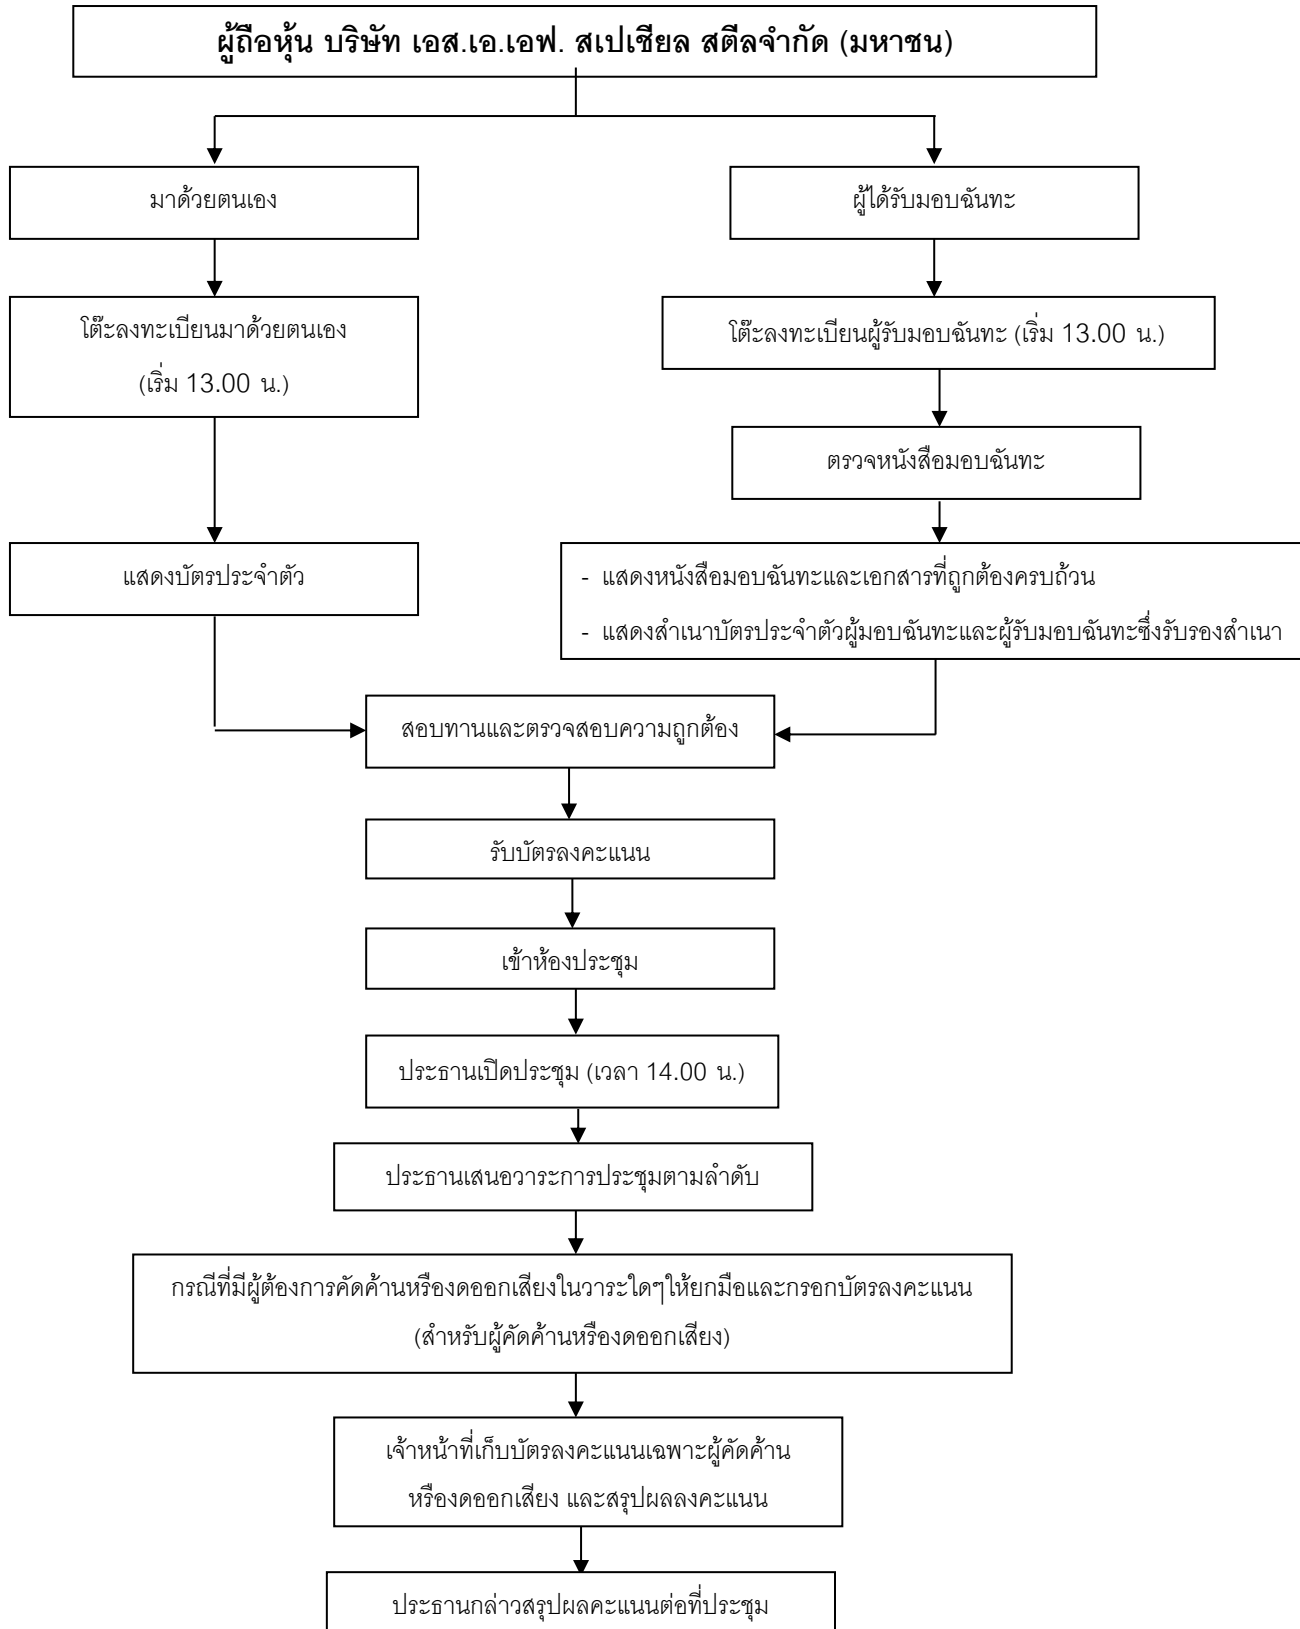 ผู้ถือหุ้น บริษัท เอส.เอ.เอฟ. สเปเชียล สตีลจำกัด (มหาชน)
มาด้วยตนเอง
ผู้ได้รับมอบฉันทะ
โต๊ะลงทะเบียนมาด้วยตนเอง
(เริ่ม 13.00 น.)
โต๊ะลงทะเบียนผู้รับมอบฉันทะ (เริ่ม 13.00 น.)
ตรวจหนังสือมอบฉันทะ
แสดงบัตรประจำตัว
- แสดงหนังสือมอบฉันทะและเอกสารที่ถูกต้องครบถ้วน
- แสดงสำเนาบัตรประจำตัวผู้มอบฉันทะและผู้รับมอบฉันทะซึ่งรับรองสำเนา
สอบทานและตรวจสอบความถูกต้อง
รับบัตรลงคะแนน
เข้าห้องประชุม
ประธานเปิดประชุม (เวลา 14.00 น.)
ประธานเสนอวาระการประชุมตามลำดับ
กรณีที่มีผู้ต้องการคัดค้านหรืองดออกเสียงในวาระใดๆให้ยกมือและกรอกบัตรลงคะแนน
(สำหรับผู้คัดค้านหรืองดออกเสียง)
เจ้าหน้าที่เก็บบัตรลงคะแนนเฉพาะผู้คัดค้าน
หรืองดออกเสียง และสรุปผลลงคะแนน
ประธานกล่าวสรุปผลคะแนนต่อที่ประชุม